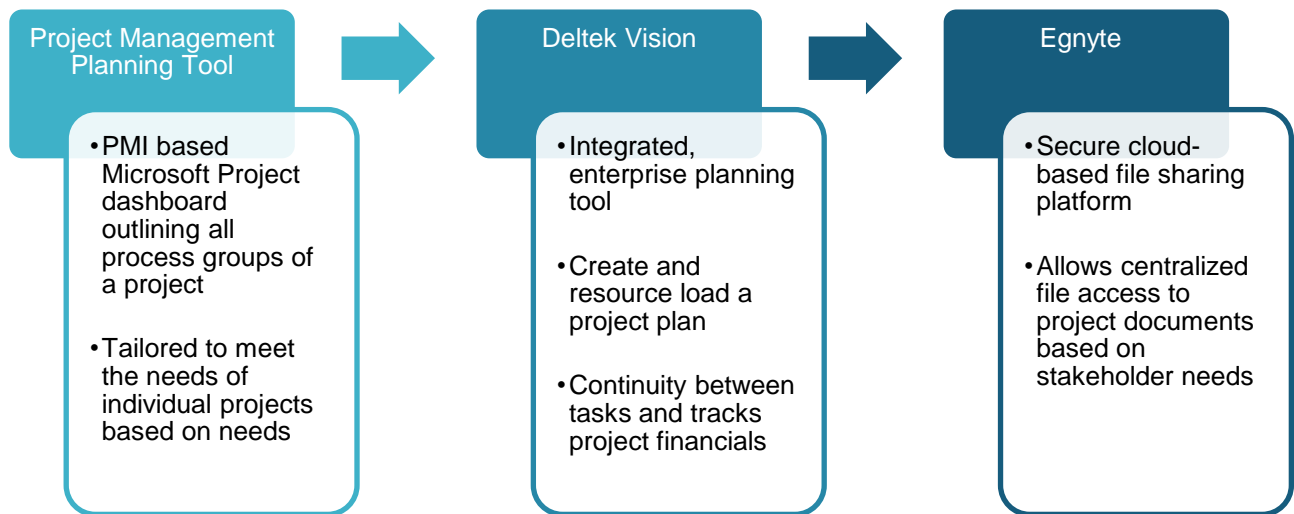 Project Management
Planning Tool
•PMI based
Microsoft Project
dashboard
outlining all
process groups of
a project
•Tailored to meet
the needs of
individual projects
based on needs
Deltek Vision
•Integrated,
enterprise planning
tool
•Create and
resource load a
project plan
•Continuity between
tasks and tracks
project financials
Egnyte
•Secure cloud-
based file sharing
platform
•Allows centralized
file access to
project documents
based on
stakeholder needs